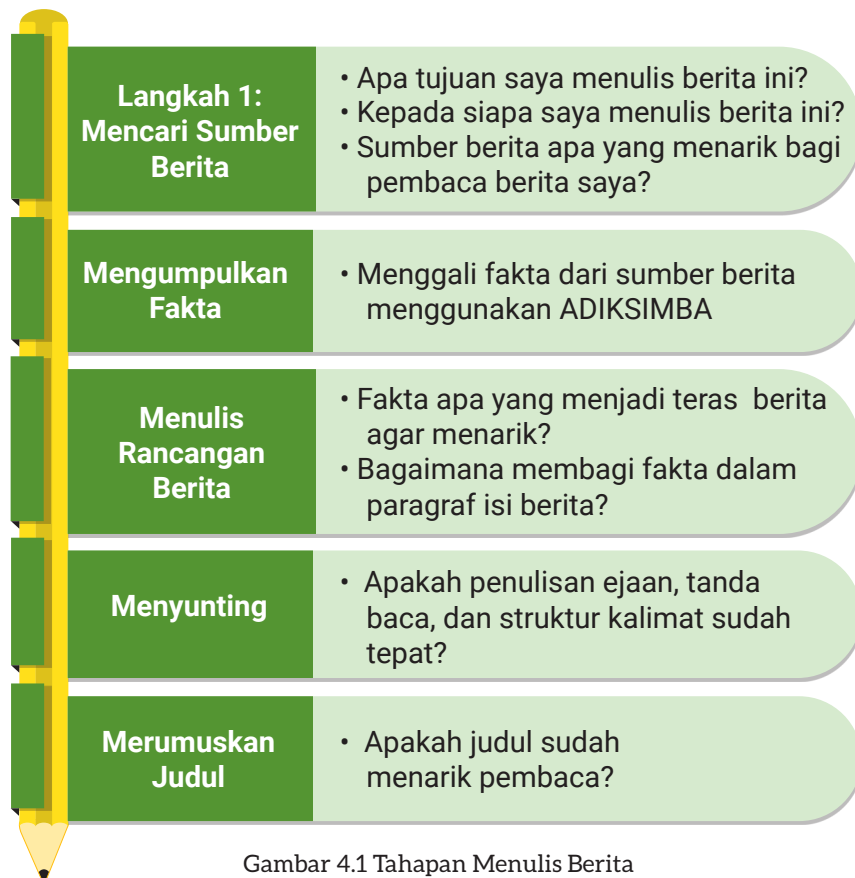 Langkah 1:
Mencari Sumber
Berita
• Apa tujuan saya menulis berita ini?
• Kepada siapa saya menulis berita ini?
• Sumber berita apa yang menarik bagi
pembaca berita saya?
Mengumpulkan
Fakta
• Menggali fakta dari sumber berita
menggunakan ADIKSIMBA
Menulis
Rancangan
Berita
• Fakta apa yang menjadi teras berita
agar menarik?
• Bagaimana membagi fakta dalam
paragraf isi berita?
Menyunting
• Apakah penulisan ejaan, tanda
baca, dan struktur kalimat sudah
tepat?
Merumuskan
Judul
• Apakah judul sudah
menarik pembaca?
Gambar 4.1 Tahapan Menulis Berita